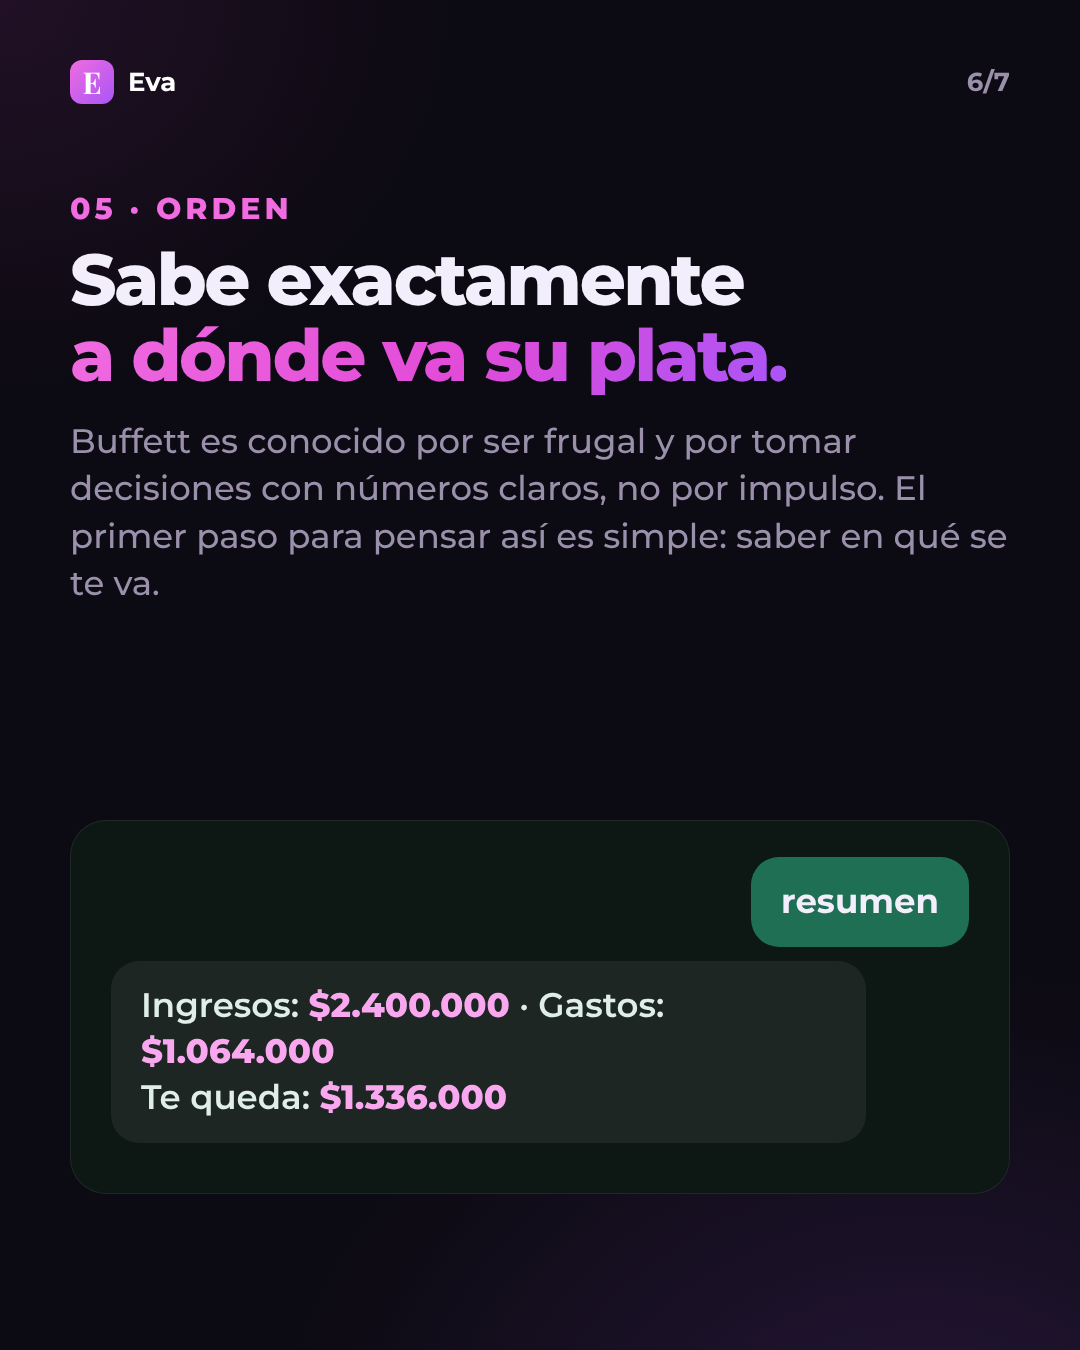 E Eva
6/7
05 · ORDEN
Sabe exactamente
a dónde va su plata.
Buffett es conocido por ser frugal y por tomar
decisiones con números claros, no por impulso. El
primer paso para pensar así es simple: saber en qué se
te va.
resumen
Ingresos: $2.400.000 · Gastos:
$1.064.000
Te queda: $1.336.000